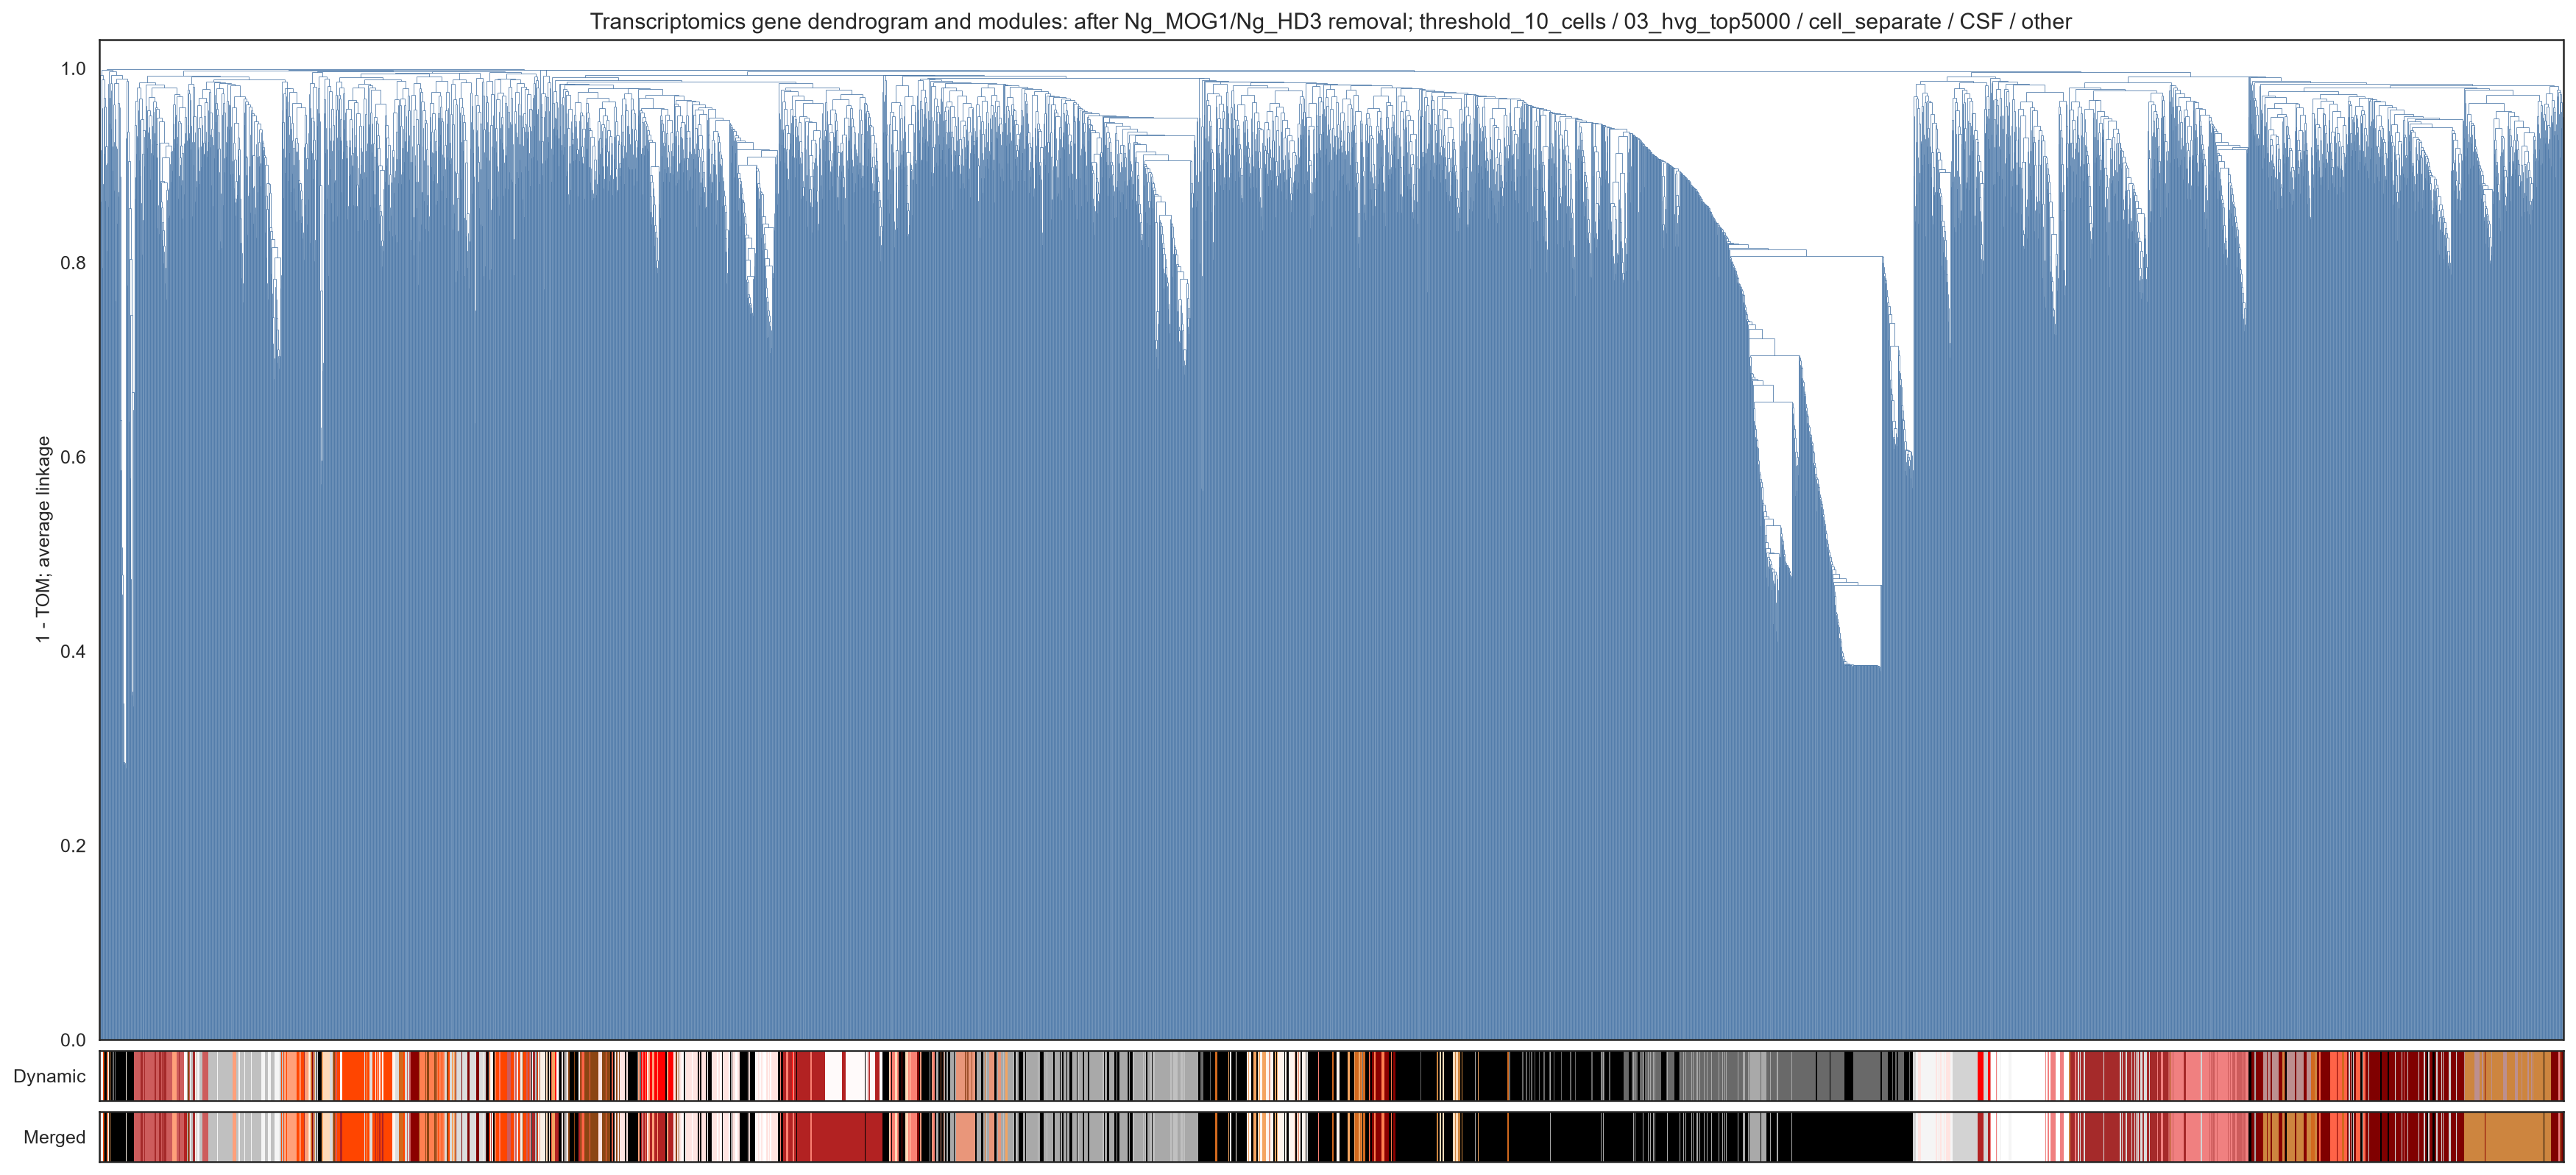 Transcriptomics gene dendrogram and modules: after Ng_MOG1/Ng_HD3 removal; threshold_10_cells / 03_hvg_top5000 / cell_separate / CSF / other
1.0
0.8
0.6
0.4
0.2
0.0
1 - TOM; average linkage
Dynamic
Merged